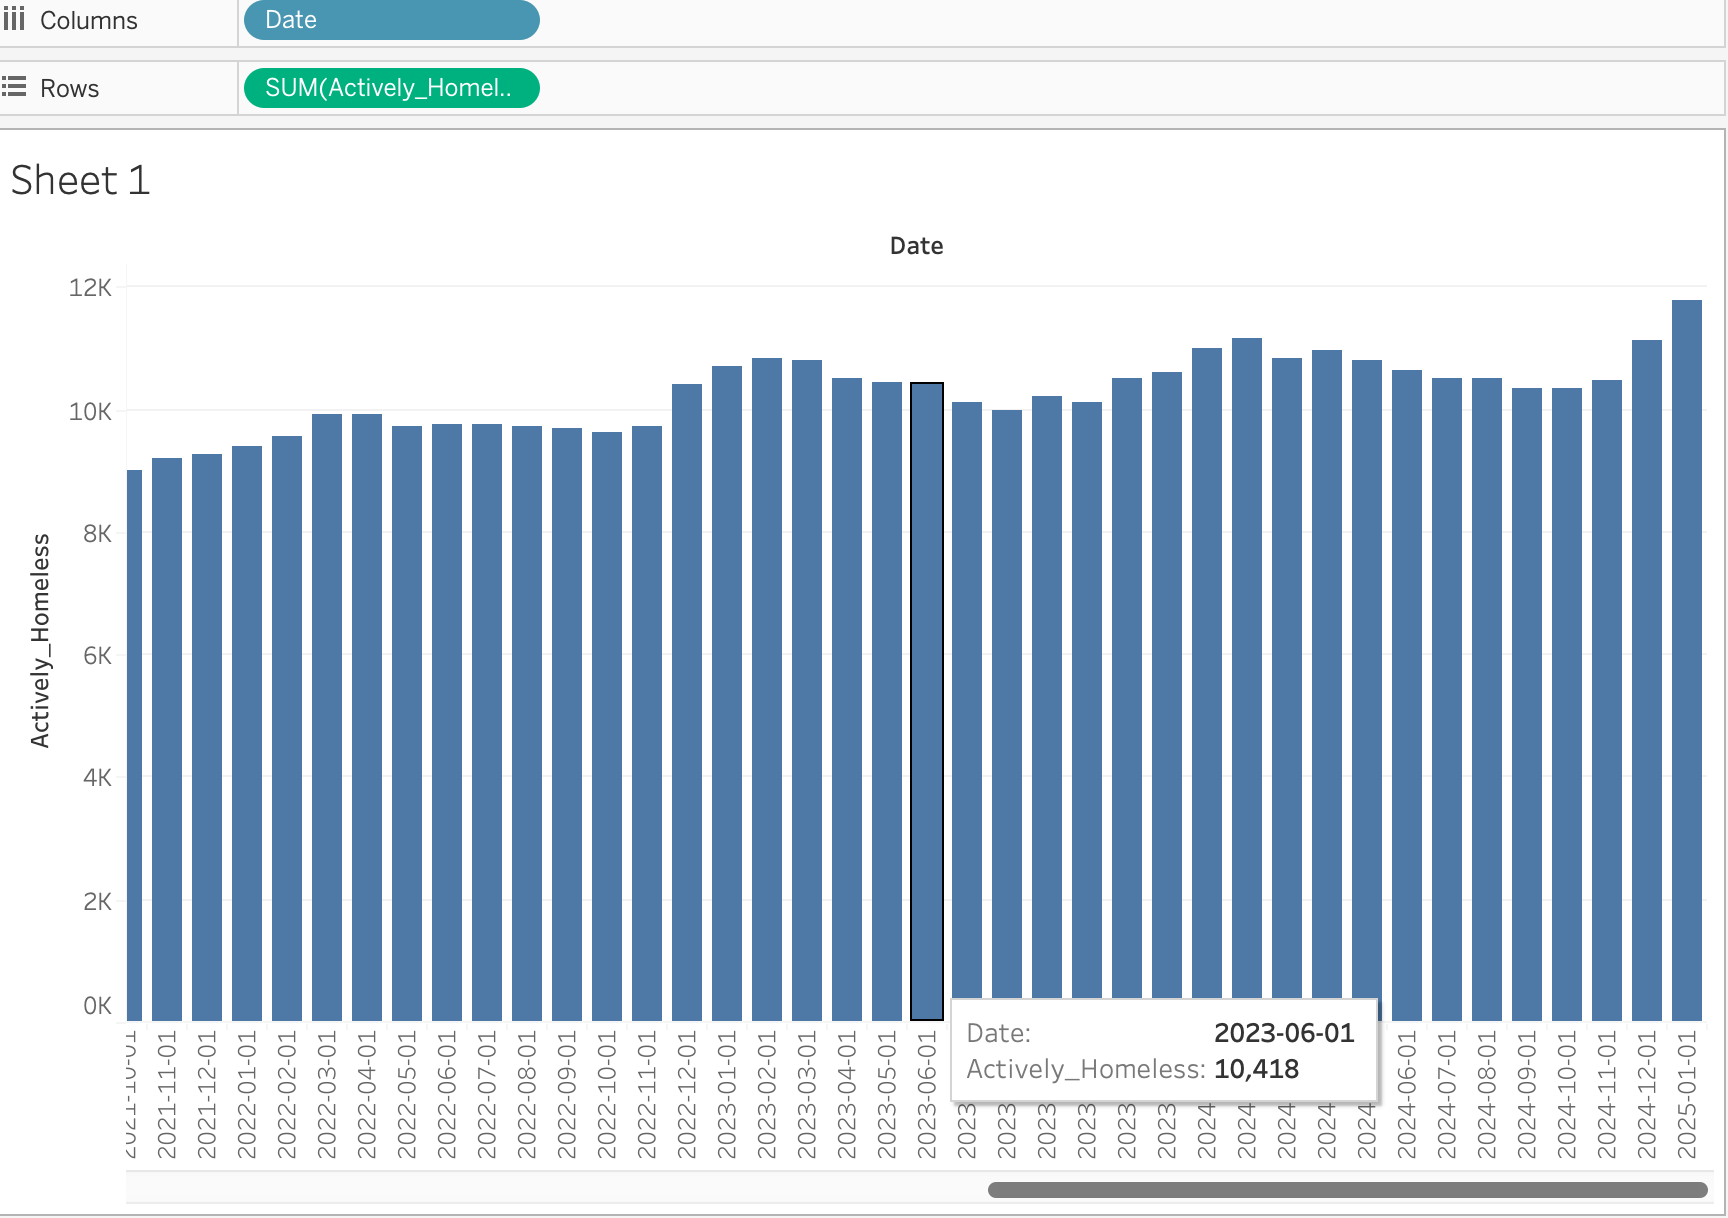 Columns
Date
Rows
SUM(Actively_Homel..
Sheet 1
Date
12K
10K
8K
6K
4K
2K
0K
Actively_Homeless
2021-10-01
2021-11-01
2021-12-01
2022-01-01
2022-02-01
2022-03-01
2022-04-01
2022-05-01
2022-06-01
2022-07-01
2022-08-01
2022-09-01
2022-10-01
2022-11-01
2022-12-01
2023-01-01
2023-02-01
2023-03-01
2023-04-01
2023-05-01
2023-06-01
2023
2023
2023
2023
2023
2023
2024
2024
2024
2024
2024
2024-06-01
2024-07-01
2024-08-01
2024-09-01
2024-10-01
2024-11-01
2024-12-01
2025-01-01
Date: 2023-06-01
Actively_Homeless: 10,418